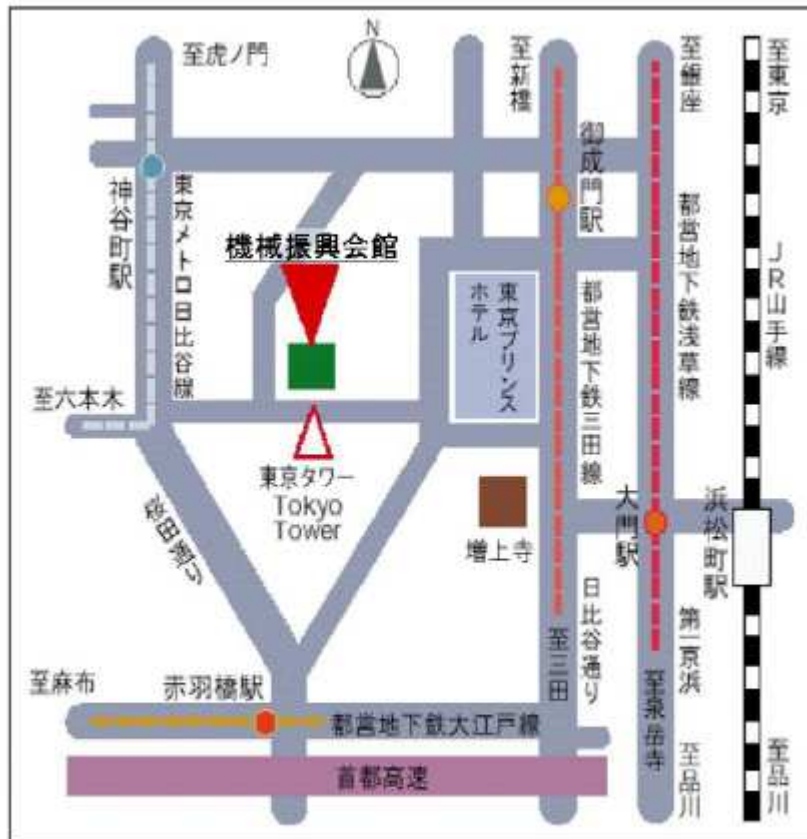 N
至虎ノ門
至新橋
至銀座
至東京
御成門駅
神谷町駅
東京メトロ日比谷線
機械振興会館
都営地下鉄浅草線
JR山手線
東京プリンス
ホテル
都営地下鉄三田線
至六本木
東京タワー
Tokyo
Tower
桜田通り
増上寺
大門駅
浜松町駅
日比谷通り
第一京浜
至三田
至泉岳寺
至麻布
赤羽橋駅
都営地下鉄大江戸線
首都高速
至品川
至品川